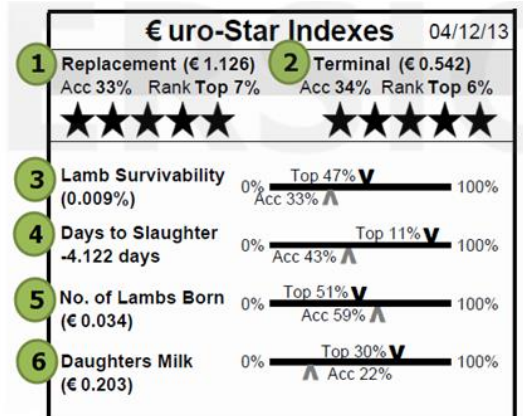 € uro-Star Indexes 04/12/13
1 Replacement (€ 1.126) 2 Terminal (€ 0.542)
Acc 33% Rank Top 7% Acc 34% Rank Top 6%
3 Lamb Survivability
(0.009%)
0% Top 47% 100%
Acc 33%
4 Days to Slaughter
-4.122 days
0% Top 11% 100%
Acc 43%
5 No. of Lambs Born
(€ 0.034)
0% Top 51% 100%
Acc 59%
6 Daughters Milk
(€ 0.203)
0% Top 30% 100%
Acc 22%